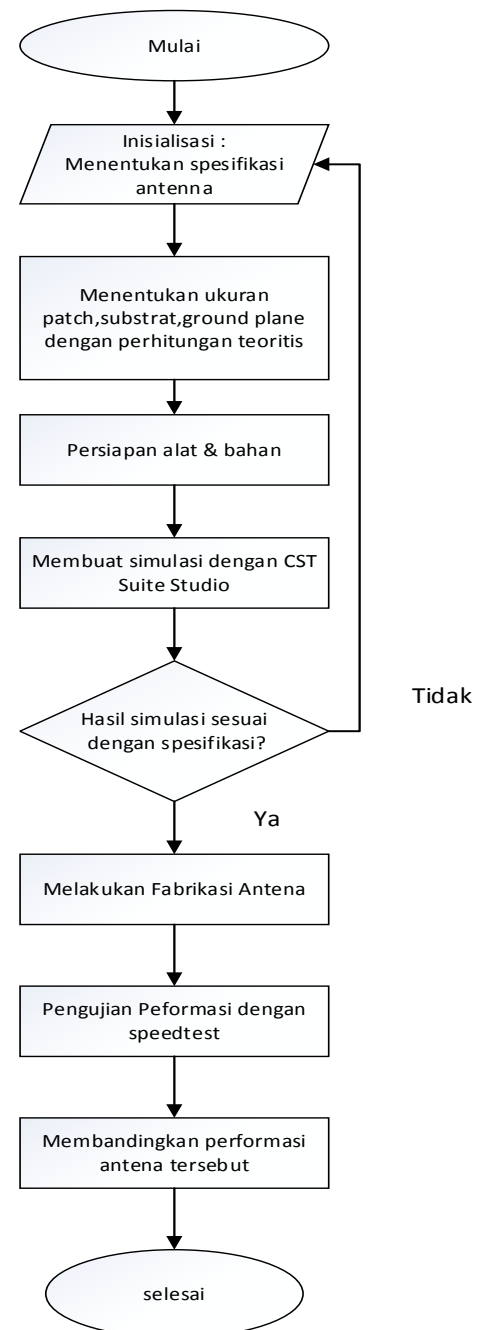 Mulai
Inisialisasi :
Menentukan spesifikasi
antenna
Menentukan ukuran
patch,substrat,ground plane
dengan perhitungan teoritis
Persiapan alat & bahan
Membuat simulasi dengan CST
Suite Studio
Hasil simulasi sesuai
dengan spesifikasi?
Tidak
Ya
Melakukan Fabrikasi Antena
Pengujian Peformasi dengan
speedtest
Membandingkan performasi
antena tersebut
selesai